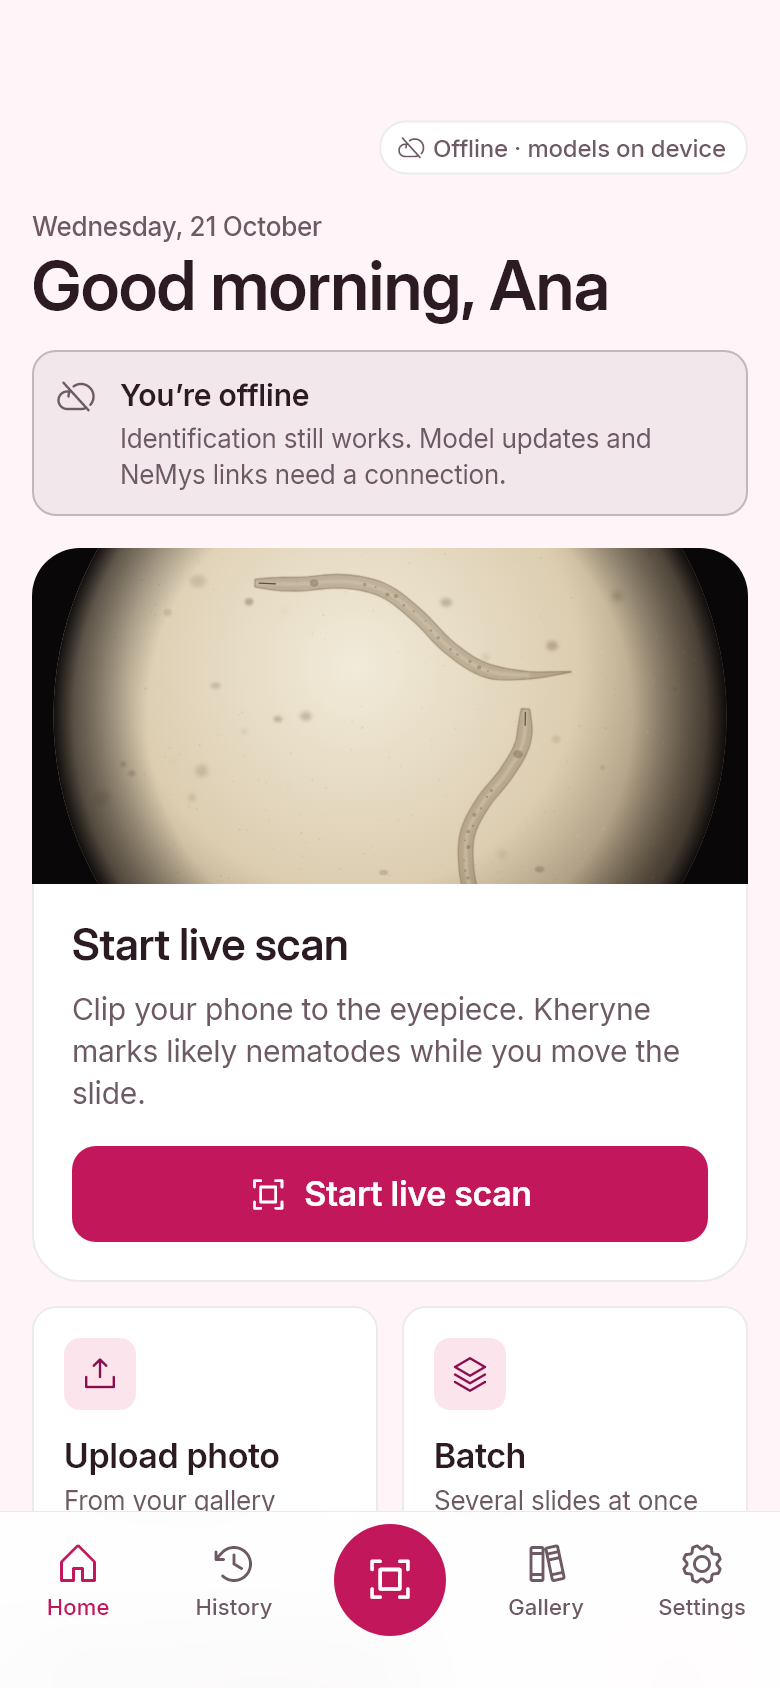 Offline · models on device
Wednesday, 21 October
Good morning, Ana
You’re offline
Identification still works. Model updates and
NeMys links need a connection.
Start live scan
Clip your phone to the eyepiece. Kheryne
marks likely nematodes while you move the
slide.
Start live scan
Upload photo
From your gallery
Batch
Several slides at once
Home
History
Gallery
Settings